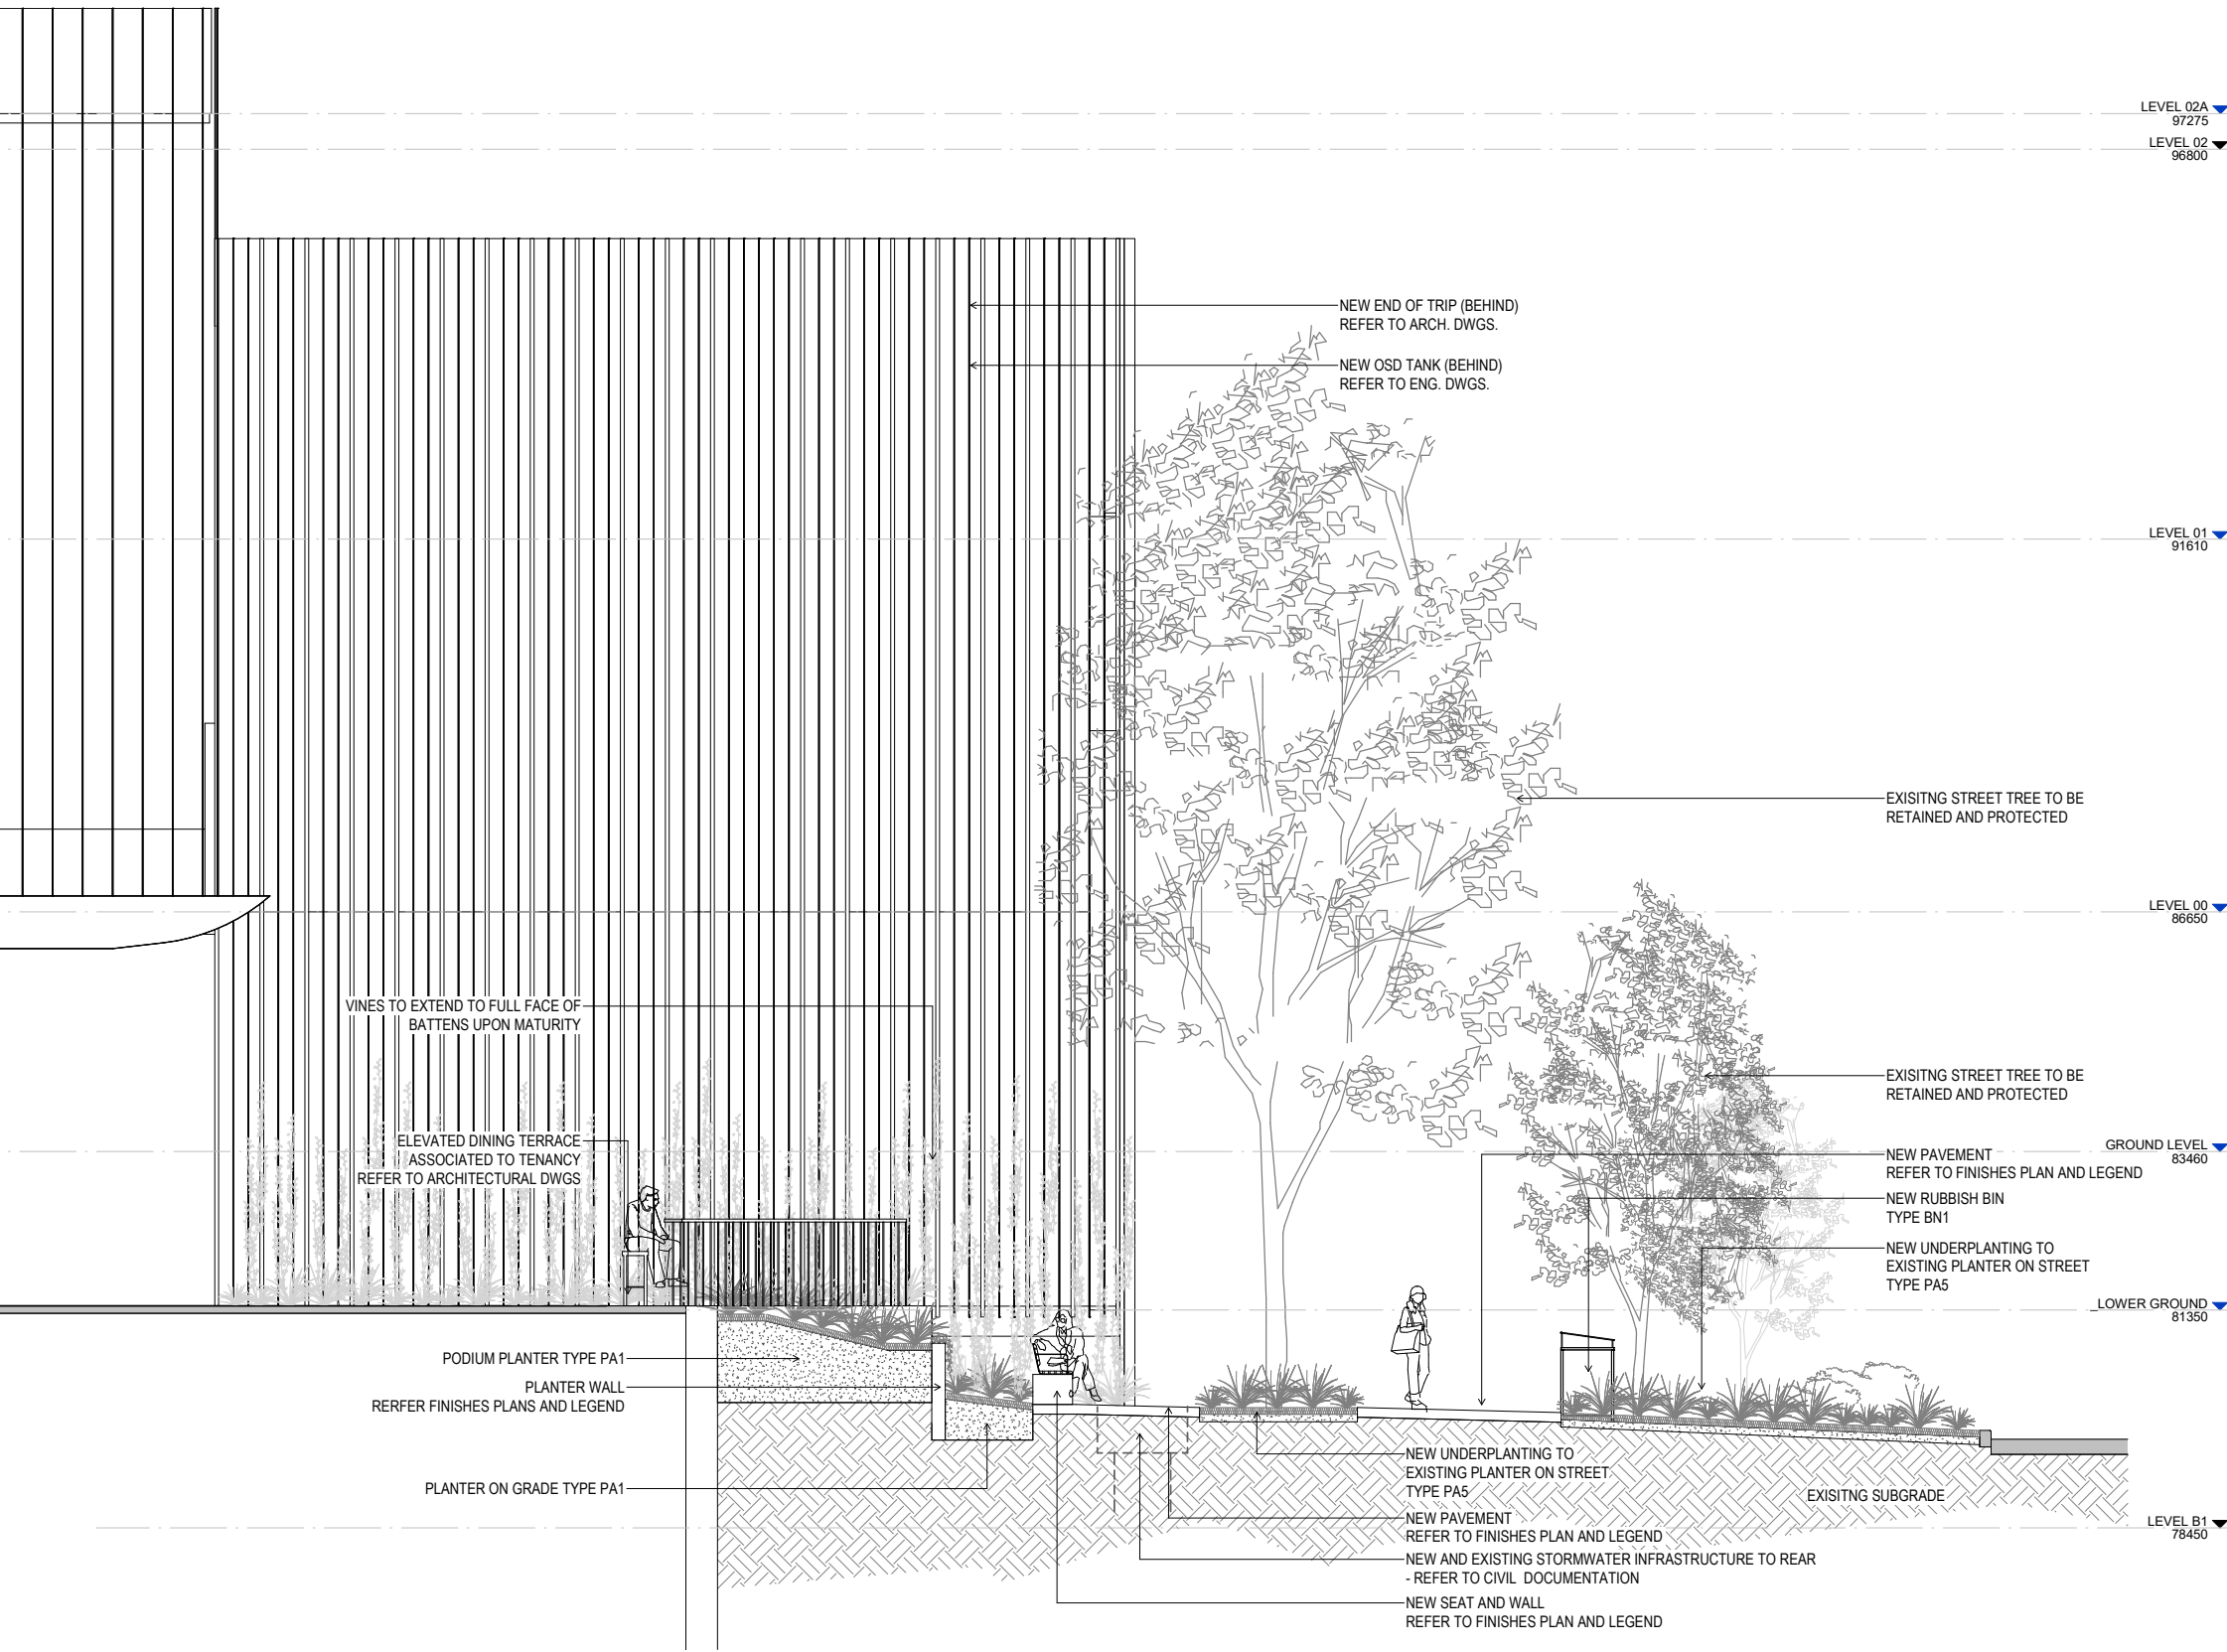 LEVEL 02A
97275
LEVEL 02
96800
NEW END OF TRIP (BEHIND)
REFER TO ARCH. DWGS.
NEW OSD TANK (BEHIND)
REFER TO ENG. DWGS.
LEVEL 01
91610
EXISITNG STREET TREE TO BE
RETAINED AND PROTECTED
LEVEL 00
86650
VINES TO EXTEND TO FULL FACE OF
BATTENS UPON MATURITY
EXISITNG STREET TREE TO BE
RETAINED AND PROTECTED
ELEVATED DINING TERRACE
ASSOCIATED TO TENANCY
REFER TO ARCHITECTURAL DWGS
GROUND LEVEL
83460
NEW PAVEMENT
REFER TO FINISHES PLAN AND LEGEND
NEW RUBBISH BIN
TYPE BN1
NEW UNDERPLANTING TO
EXISTING PLANTER ON STREET
TYPE PA5
_LOWER GROUND
81350
PODIUM PLANTER TYPE PA1
PLANTER WALL
RERFER FINISHES PLANS AND LEGEND
PLANTER ON GRADE TYPE PA1
NEW UNDERPLANTING TO
EXISTING PLANTER ON STREET
TYPE PA5
EXISITNG SUBGRADE
NEW PAVEMENT
REFER TO FINISHES PLAN AND LEGEND
LEVEL B1
78450
NEW AND EXISTING STORMWATER INFRASTRUCTURE TO REAR
- REFER TO CIVIL DOCUMENTATION
NEW SEAT AND WALL
REFER TO FINISHES PLAN AND LEGEND